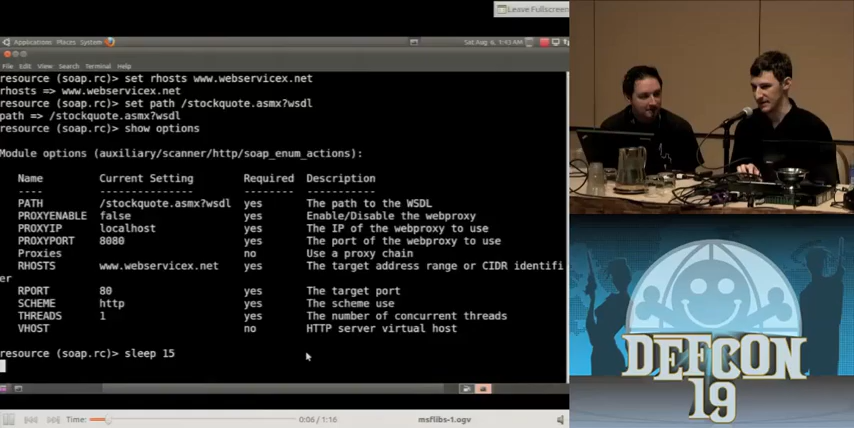 Leave Fullscreen
Applications Places System
Sat Aug 6, 1:43 AM
File Edit View Search Terminal Help
resource (soap.rc)> set rhosts www.webservicex.net
rhosts => www.webservicex.net
resource (soap.rc)> set path /stockquote.asmx?wsdl
path => /stockquote.asmx?wsdl
resource (soap.rc)> show options
Module options (auxiliary/scanner/http/soap_enum_actions):
Name Current Setting Required Description
---- --------------- -------- -----------
PATH /stockquote.asmx?wsdl yes The path to the WSDL
PROXYENABLE false yes Enable/Disable the webproxy
PROXYIP localhost yes The IP of the webproxy to use
PROXYPORT 8080 yes The port of the webproxy to use
Proxies no Use a proxy chain
RHOSTS www.webservicex.net yes The target address range or CIDR identifi
er
RPORT 80 yes The target port
SCHEME http yes The scheme use
THREADS 1 yes The number of concurrent threads
VHOST no HTTP server virtual host
resource (soap.rc)> sleep 15
Time: 0:06 / 1:16 msflibs-1.ogv
DEFCON
19